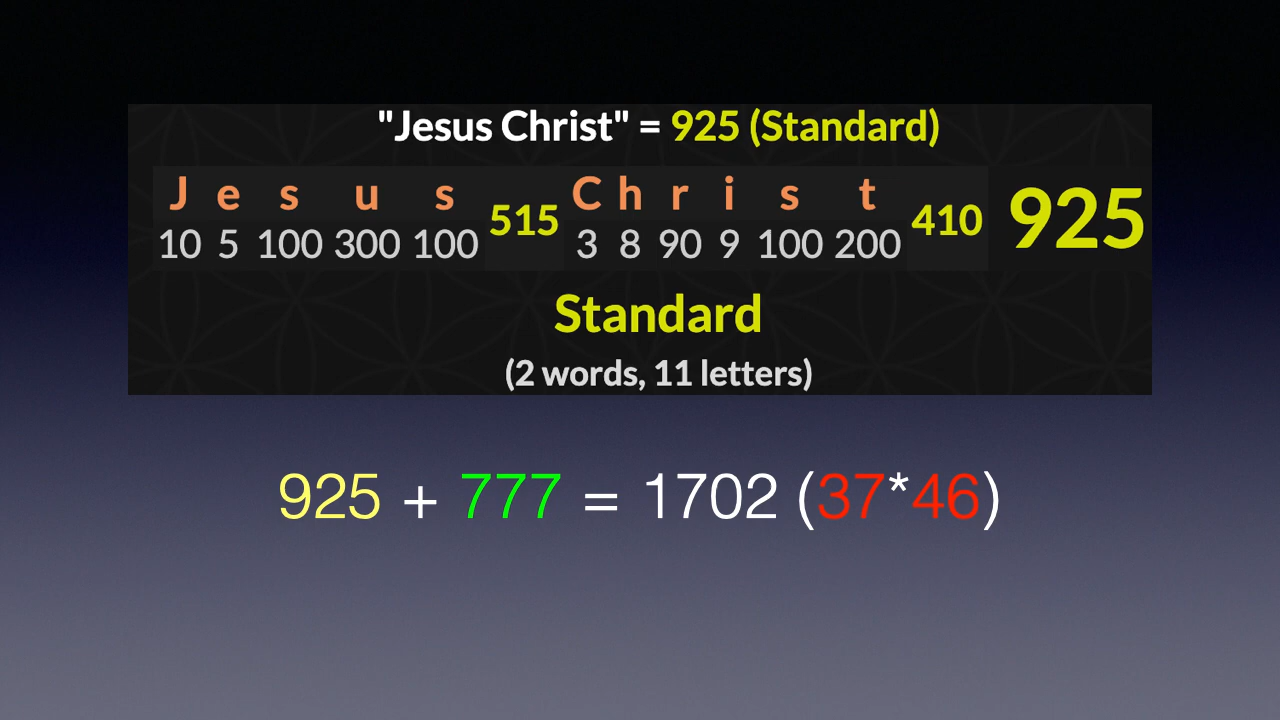 "Jesus Christ" = 925 (Standard)
J e s u s C h r i s t
10 5 100 300 100 515 3 8 90 9 100 200 410 925
Standard
(2 words, 11 letters)
925 + 777 = 1702 (37*46)